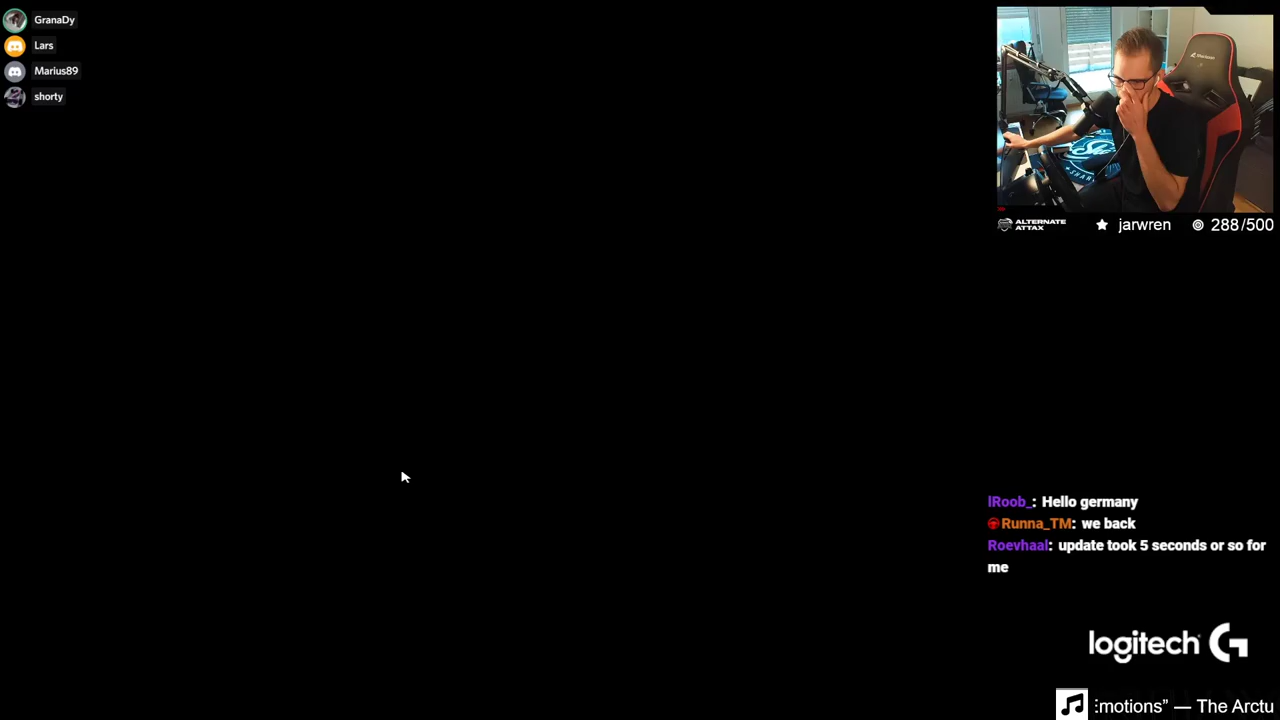 GranaDy
Lars
Marius89
shorty
ALTERNATE
ATTAX
jarwren
288/500
lRoob_: Hello germany
Runna_TM: we back
Roevhaal: update took 5 seconds or so for
me
logitech G
Emotions” — The Arctu